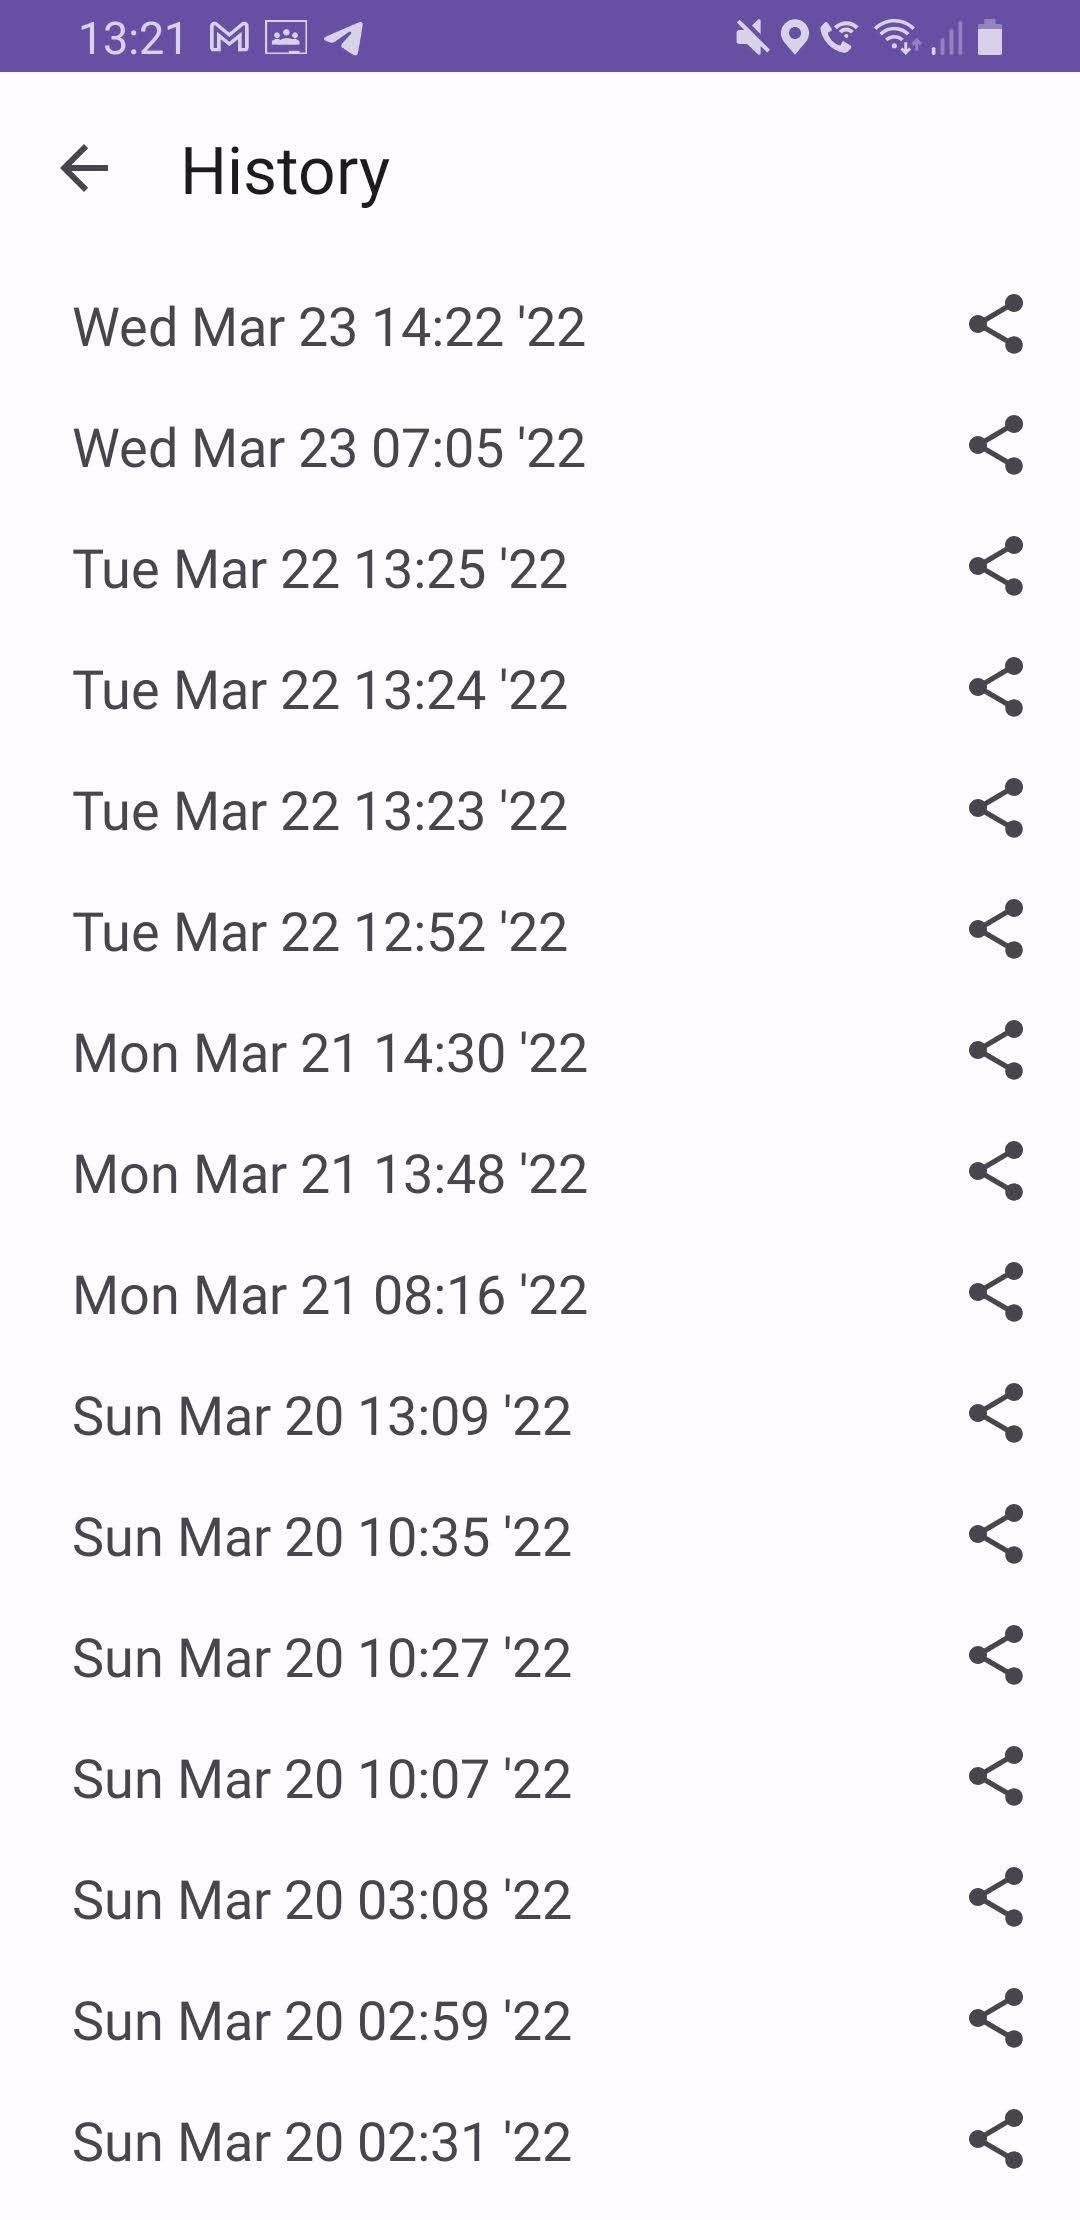 13:21
History
Wed Mar 23 14:22 '22
Wed Mar 23 07:05 '22
Tue Mar 22 13:25 '22
Tue Mar 22 13:24 '22
Tue Mar 22 13:23 '22
Tue Mar 22 12:52 '22
Mon Mar 21 14:30 '22
Mon Mar 21 13:48 '22
Mon Mar 21 08:16 '22
Sun Mar 20 13:09 '22
Sun Mar 20 10:35 '22
Sun Mar 20 10:27 '22
Sun Mar 20 10:07 '22
Sun Mar 20 03:08 '22
Sun Mar 20 02:59 '22
Sun Mar 20 02:31 '22